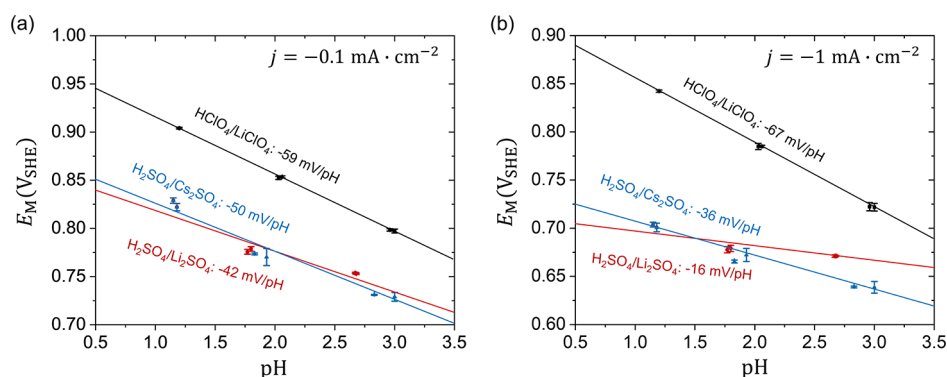 (a)
j = −0.1 mA · cm⁻²
HClO₄/LiClO₄: -59 mV/pH
H₂SO₄/Cs₂SO₄: -50 mV/pH
H₂SO₄/Li₂SO₄: -42 mV/pH
E_M(V_SHE)
1.00
0.95
0.90
0.85
0.80
0.75
0.70
0.5 1.0 1.5 2.0 2.5 3.0 3.5
pH
(b)
j = −1 mA · cm⁻²
HClO₄/LiClO₄: -67 mV/pH
H₂SO₄/Cs₂SO₄: -36 mV/pH
H₂SO₄/Li₂SO₄: -16 mV/pH
E_M(V_SHE)
0.90
0.85
0.80
0.75
0.70
0.65
0.60
0.5 1.0 1.5 2.0 2.5 3.0 3.5
pH